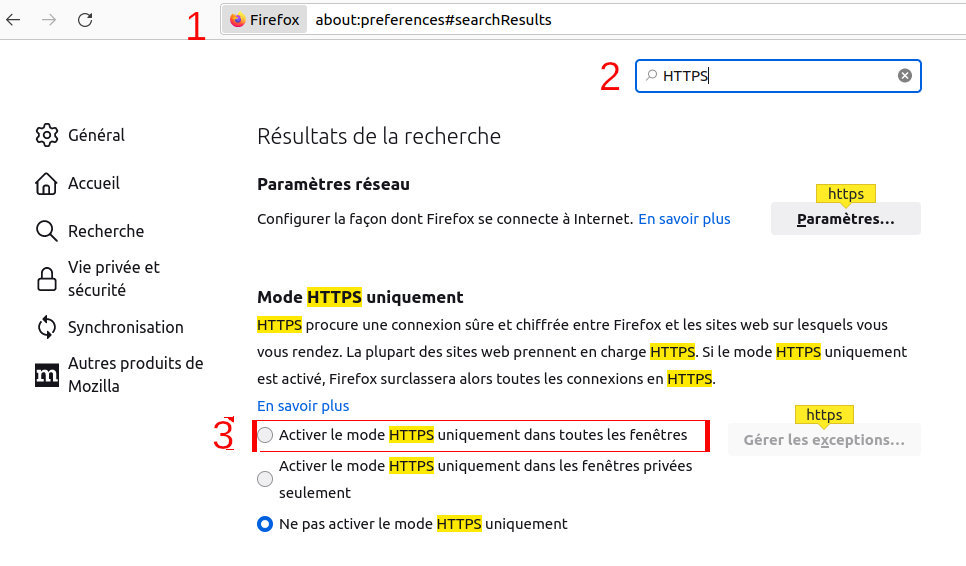 1 Firefox about:preferences#searchResults
2 HTTPS
Général
Accueil
Recherche
Vie privée et
sécurité
Synchronisation
m Autres produits de
Mozilla
Résultats de la recherche
Paramètres réseau
https
Configurer la façon dont Firefox se connecte à Internet. En savoir plus Paramètres...
Mode HTTPS uniquement
HTTPS procure une connexion sûre et chiffrée entre Firefox et les sites web sur lesquels vous
vous rendez. La plupart des sites web prennent en charge HTTPS. Si le mode HTTPS uniquement
est activé, Firefox surclassera alors toutes les connexions en HTTPS.
En savoir plus
https
3 Activer le mode HTTPS uniquement dans toutes les fenêtres
Gérer les exceptions...
Activer le mode HTTPS uniquement dans les fenêtres privées
seulement
Ne pas activer le mode HTTPS uniquement